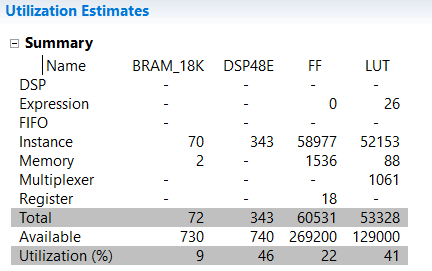 Utilization Estimates
Summary
Name BRAM_18K DSP48E FF LUT
DSP - - - -
Expression - - 0 26
FIFO - - - -
Instance 70 343 58977 52153
Memory 2 - 1536 88
Multiplexer - - - 1061
Register - - 18 -
Total 72 343 60531 53328
Available 730 740 269200 129000
Utilization (%) 9 46 22 41